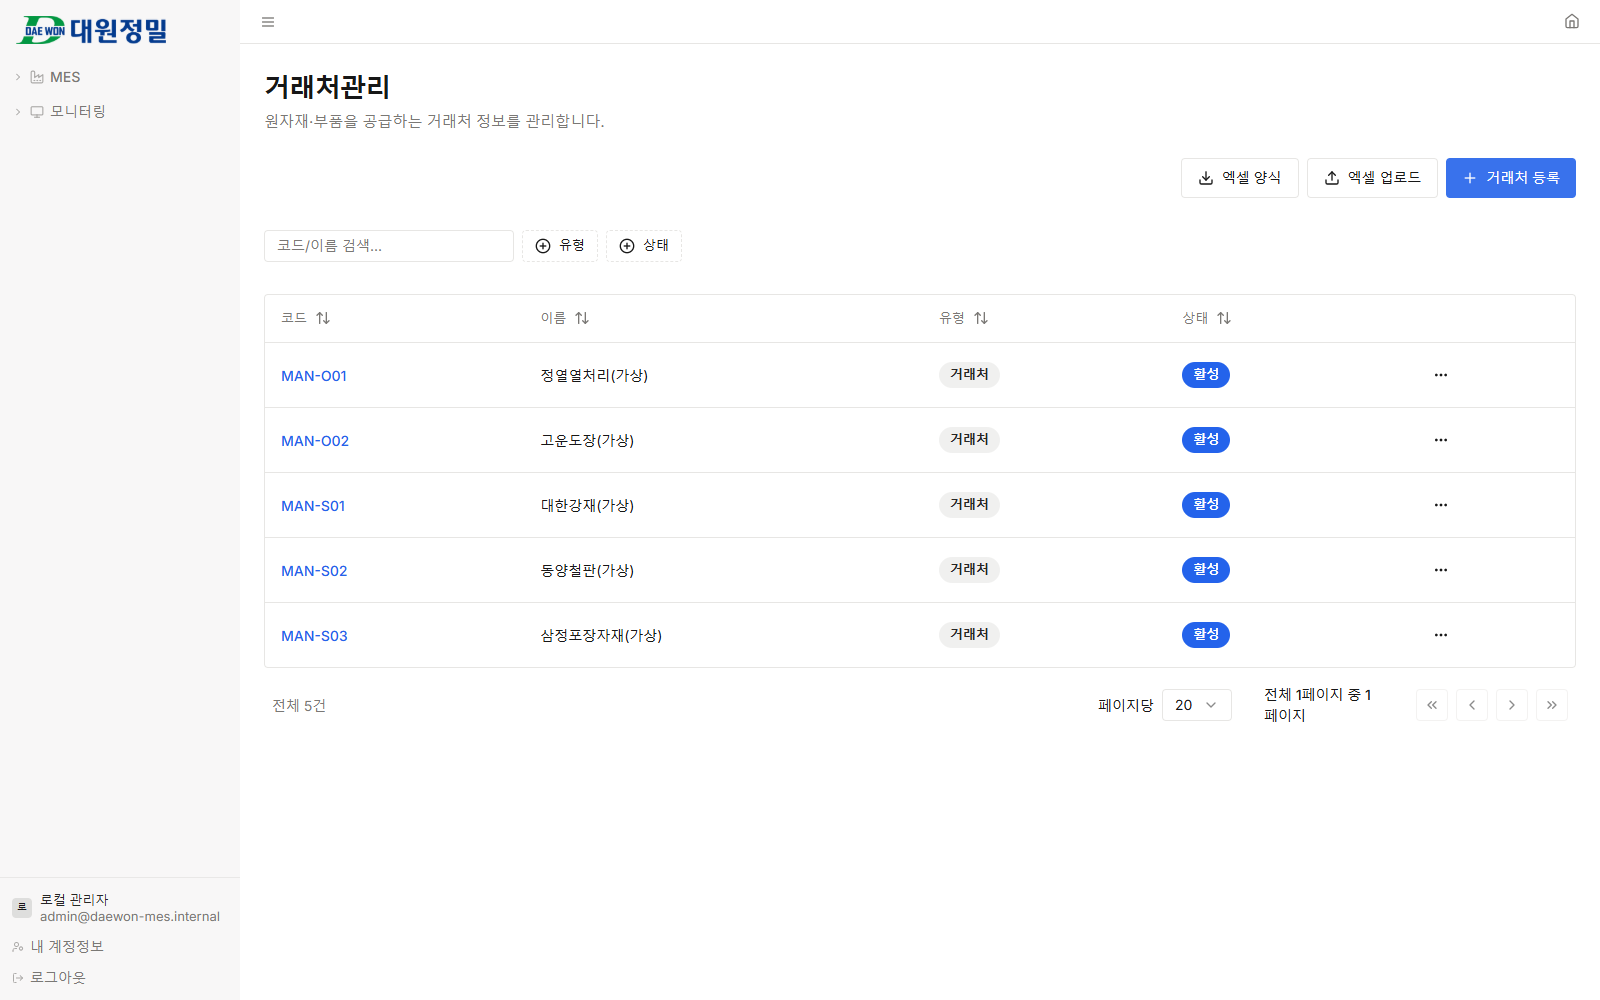 DAE WON 대원정밀
MES
모니터링
거래처관리
원자재·부품을 공급하는 거래처 정보를 관리합니다.
엑셀 양식
엑셀 업로드
거래처 등록
코드/이름 검색...
유형
상태
코드 이름 유형 상태
MAN-O01 정열열처리(가상) 거래처 활성
MAN-O02 고운도장(가상) 거래처 활성
MAN-S01 대한강재(가상) 거래처 활성
MAN-S02 동양철판(가상) 거래처 활성
MAN-S03 삼정포장자재(가상) 거래처 활성
전체 5건
페이지당 20
전체 1페이지 중 1
페이지
로
로컬 관리자
admin@daewon-mes.internal
내 계정정보
로그아웃